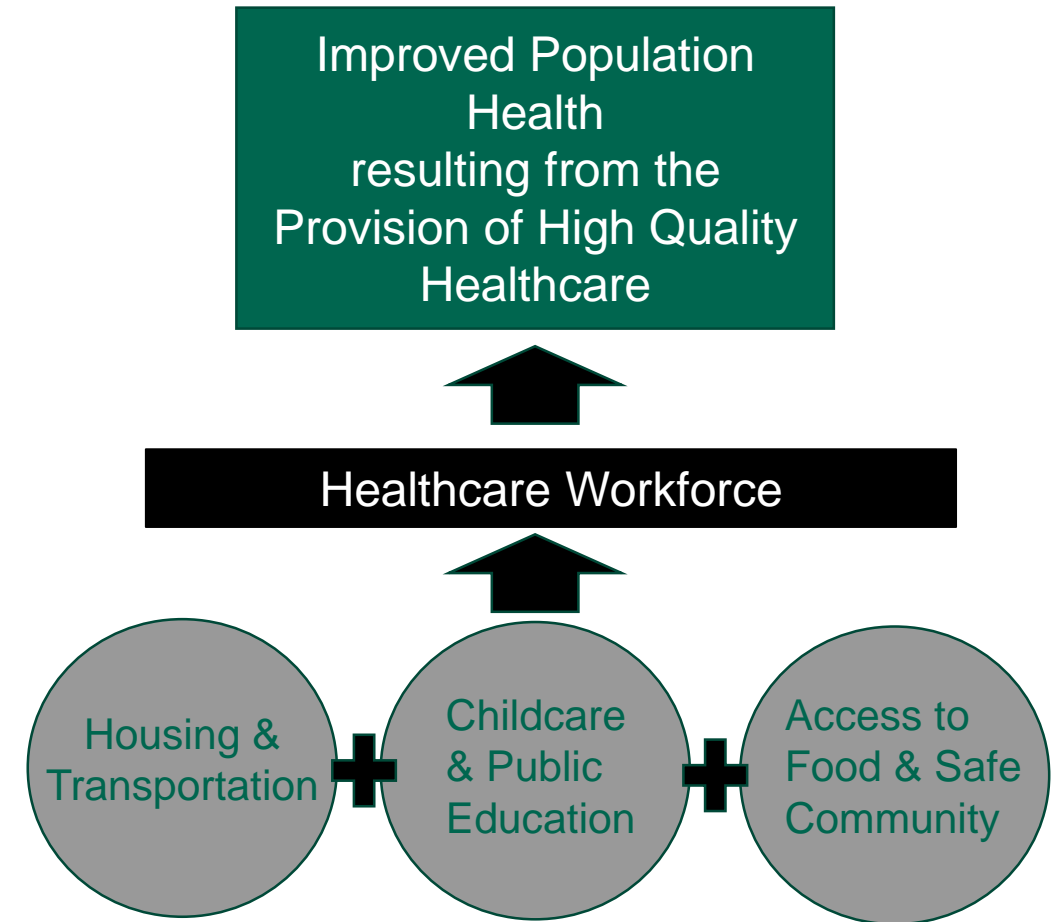 Improved Population
Health
resulting from the
Provision of High Quality
Healthcare
Healthcare Workforce
Housing &
Transportation
Childcare
& Public
Education
Access to
Food & Safe
Community